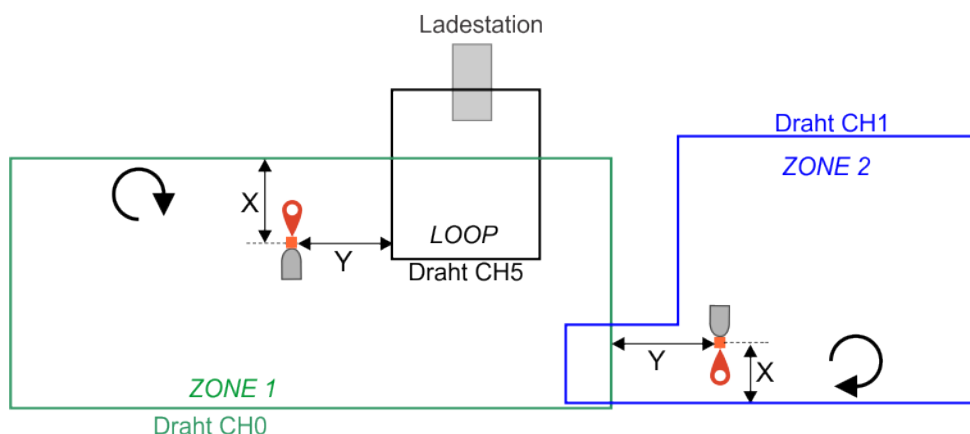 Ladestation
Draht CH1
ZONE 2
X
LOOP
Y
Draht CH5
Y
X
ZONE 1
Draht CH0